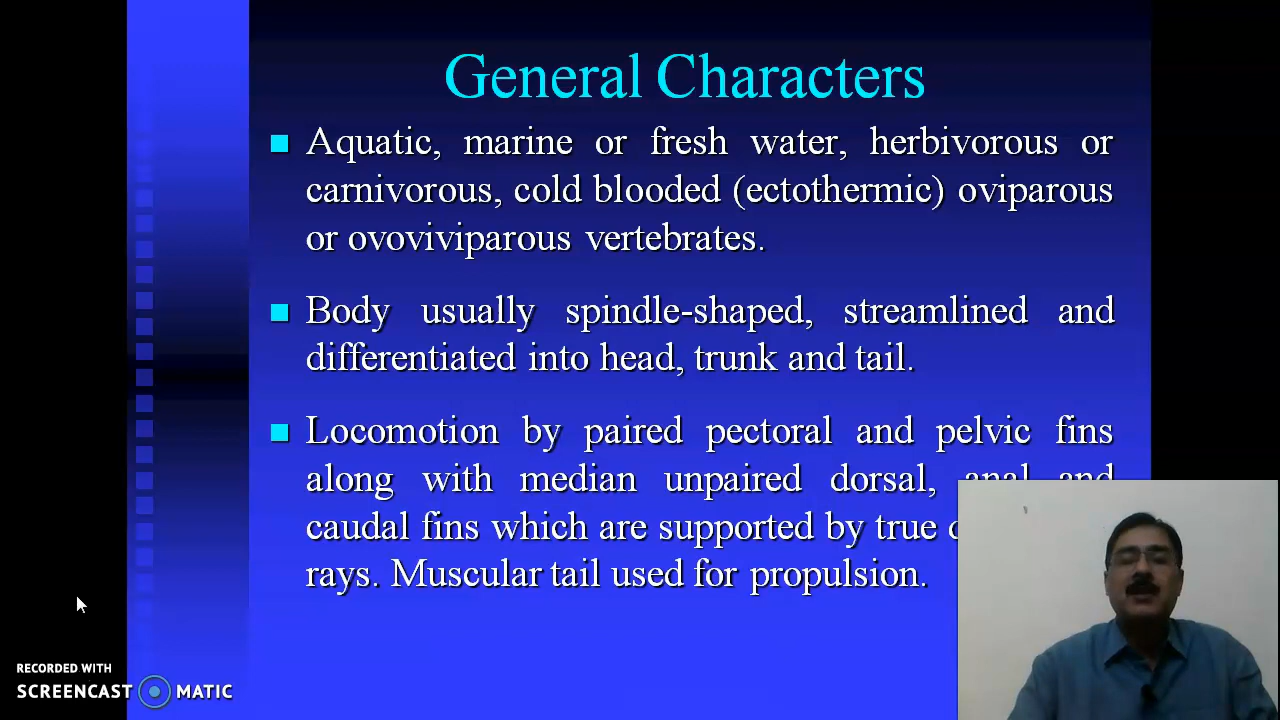 General Characters
Aquatic, marine or fresh water, herbivorous or
carnivorous, cold blooded (ectothermic) oviparous
or ovoviviparous vertebrates.
Body usually spindle-shaped, streamlined and
differentiated into head, trunk and tail.
Locomotion by paired pectoral and pelvic fins
along with median unpaired dorsal, anal and
caudal fins which are supported by true
rays. Muscular tail used for propulsion.
RECORDED WITH
SCREENCAST MATIC